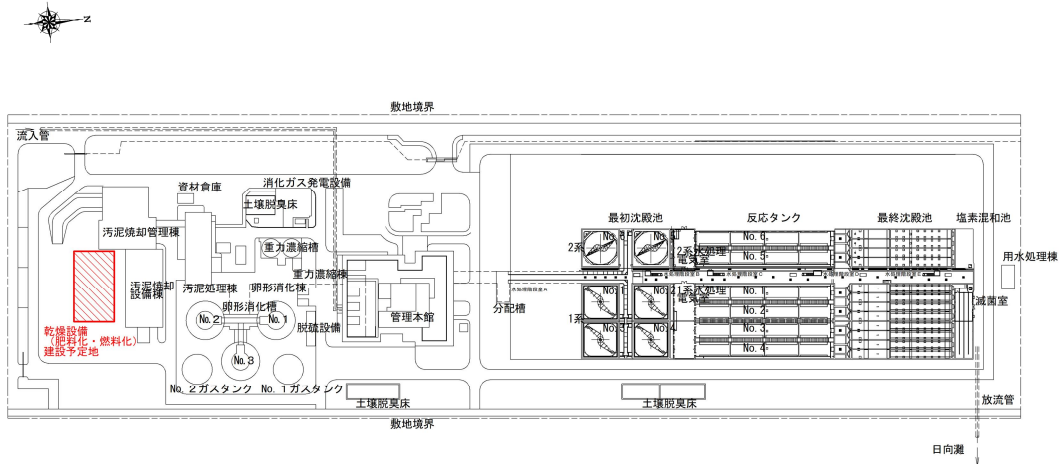 N
敷地境界
流入管
資材倉庫
消化ガス発電設備
土壌脱臭床
汚泥焼却管理棟
重力濃縮槽
重力濃縮棟
汚泥焼却
設備棟
汚泥処理棟
卵形消化棟
卵形消化槽
No.2
No.1
No.3
脱硫設備
管理本館
乾燥設備
（肥料化・燃料化）
建設予定地
No. 2ガスタンク
No. 1ガスタンク
土壌脱臭床
土壌脱臭床
敷地境界
分配槽
最初沈殿池
反応タンク
最終沈殿池
塩素混和池
2系
1系
2系水処理
電気室
1系水処理
電気室
No. 6
No. 5
No. 1
No. 2
No. 3
No. 4
用水処理棟
滅菌室
放流管
日向灘